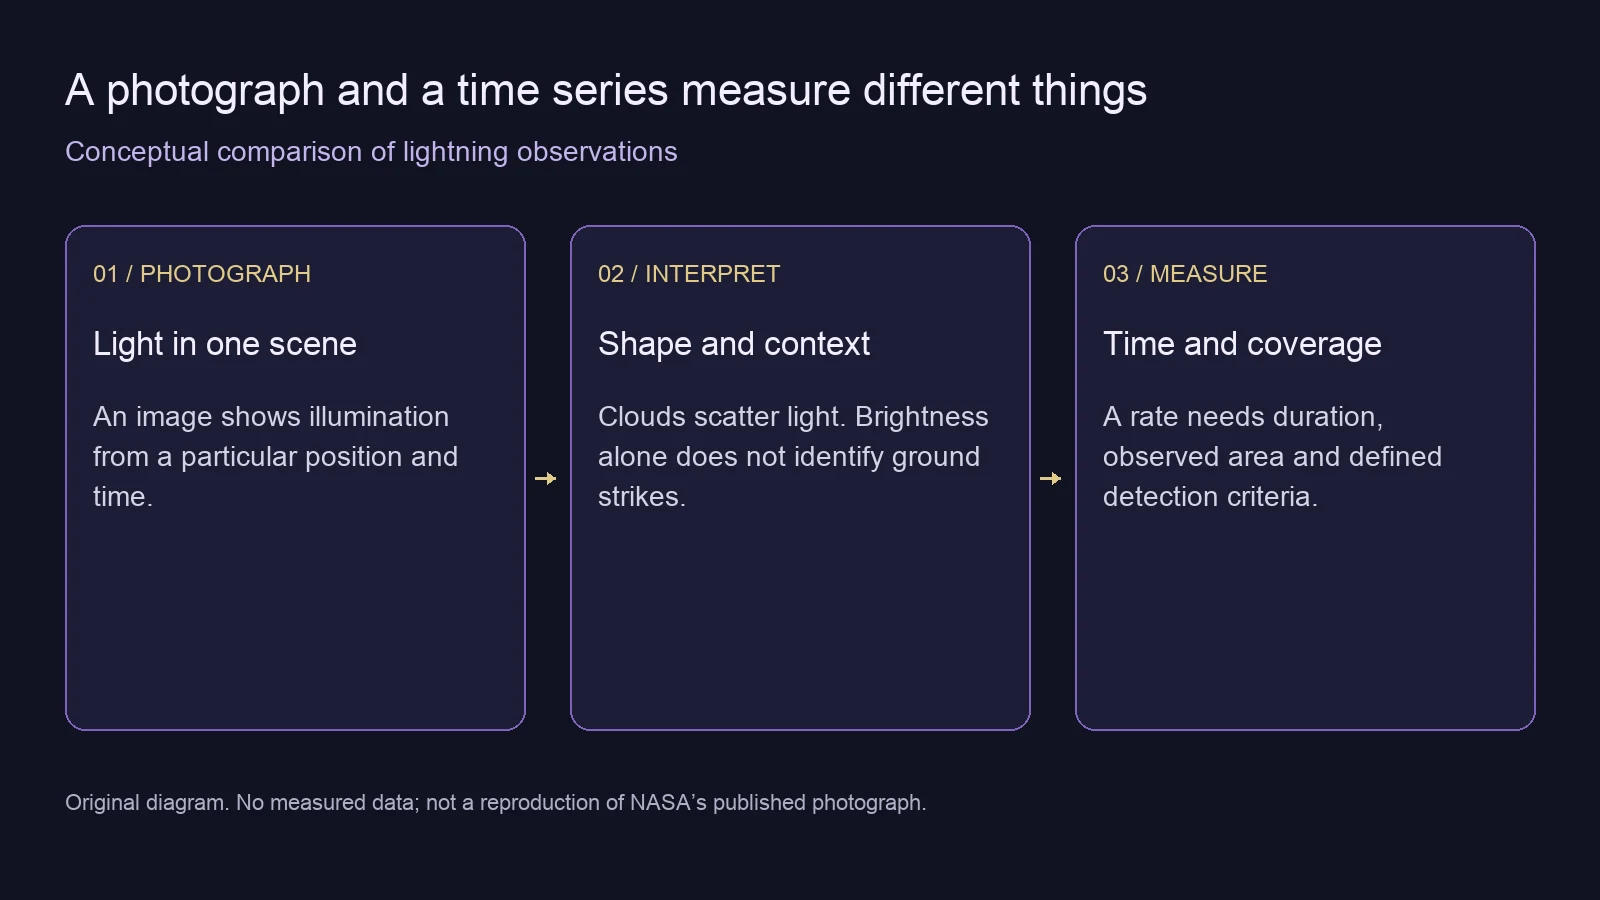 A photograph and a time series measure different things
Conceptual comparison of lightning observations
01 / PHOTOGRAPH
Light in one scene
An image shows illumination
from a particular position and
time.
02 / INTERPRET
Shape and context
Clouds scatter light. Brightness
alone does not identify ground
strikes.
03 / MEASURE
Time and coverage
A rate needs duration,
observed area and defined
detection criteria.
Original diagram. No measured data; not a reproduction of NASA’s published photograph.